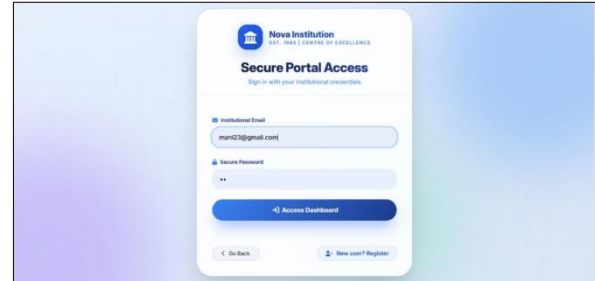 Nova Institution
EST. 1965 | CENTRE OF EXCELLENCE
Secure Portal Access
Sign in with your institutional credentials
Institutional Email
mani23@gmail.com
Secure Password
••
Access Dashboard
Go Back
New user? Register